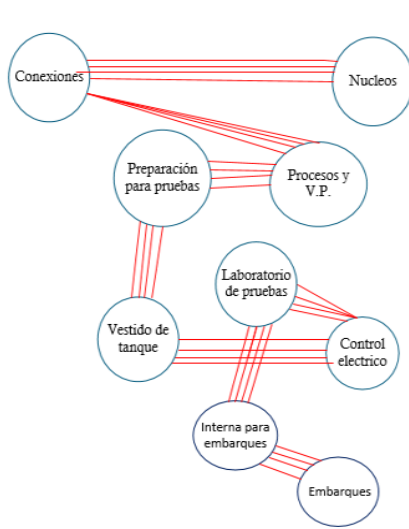 Conexiones
Nucleos
Preparación
para pruebas
Procesos y
V.P.
Laboratorio
de pruebas
Vestido de
tanque
Control
electrico
Interna para
embarques
Embarques